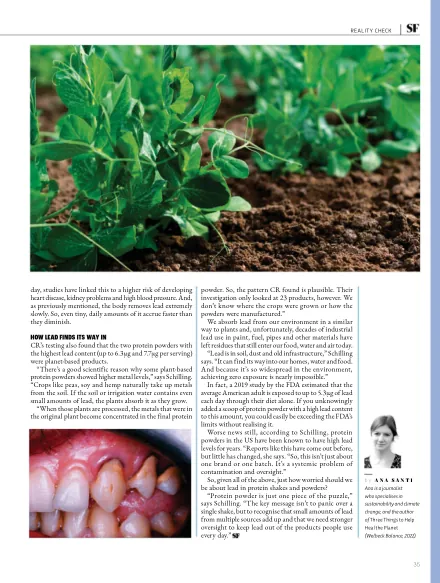 REALITY CHECK SF
day, studies have linked this to a higher risk of developing
heart disease, kidney problems and high blood pressure. And,
as previously mentioned, the body removes lead extremely
slowly. So, even tiny, daily amounts of it accrue faster than
they diminish.
HOW LEAD FINDS ITS WAY IN
CR's testing also found that the two protein powders with
the highest lead content (up to 6.3μg and 7.7μg per serving)
were planet-based products.
"There's a good scientific reason why some plant-based
protein powders showed higher metal levels," says Schilling.
"Crops like peas, soy and hemp naturally take up metals
from the soil. If the soil or irrigation water contains even
small amounts of lead, the plants absorb it as they grow.
"When those plants are processed, the metals that were in
the original plant become concentrated in the final protein
powder. So, the pattern CR found is plausible. Their
investigation only looked at 23 products, however. We
don't know where the crops were grown or how the
powders were manufactured."
We absorb lead from our environment in a similar
way to plants and, unfortunately, decades of industrial
lead use in paint, fuel, pipes and other materials have
left residues that still enter our food, water and air today.
"Lead is in soil, dust and old infrastructure," Schilling
says. "It can find its way into our homes, water and food.
And because it's so widespread in the environment,
achieving zero exposure is nearly impossible."
In fact, a 2019 study by the FDA estimated that the
average American adult is exposed to up to 5.3μg of lead
each day through their diet alone. If you unknowingly
added a scoop of protein powder with a high lead content
to this amount, you could easily be exceeding the FDA's
limits without realising it.
Worse news still, according to Schilling, protein
powders in the US have been known to have high lead
levels for years. "Reports like this have come out before,
but little has changed, she says. "So, this isn't just about
one brand or one batch. It's a systemic problem of
contamination and oversight."
So, given all of the above, just how worried should we
be about lead in protein shakes and powders?
"Protein powder is just one piece of the puzzle,"
says Schilling. "The key message isn't to panic over a
single shake, but to recognise that small amounts of lead
from multiple sources add up and that we need stronger
oversight to keep lead out of the products people use
every day." SF
by ANA SANTI
Ana is a journalist
who specialises in
sustainability and climate
change, and the author
of Three Things to Help
Heal the Planet
(Welbeck Balance, 2022)